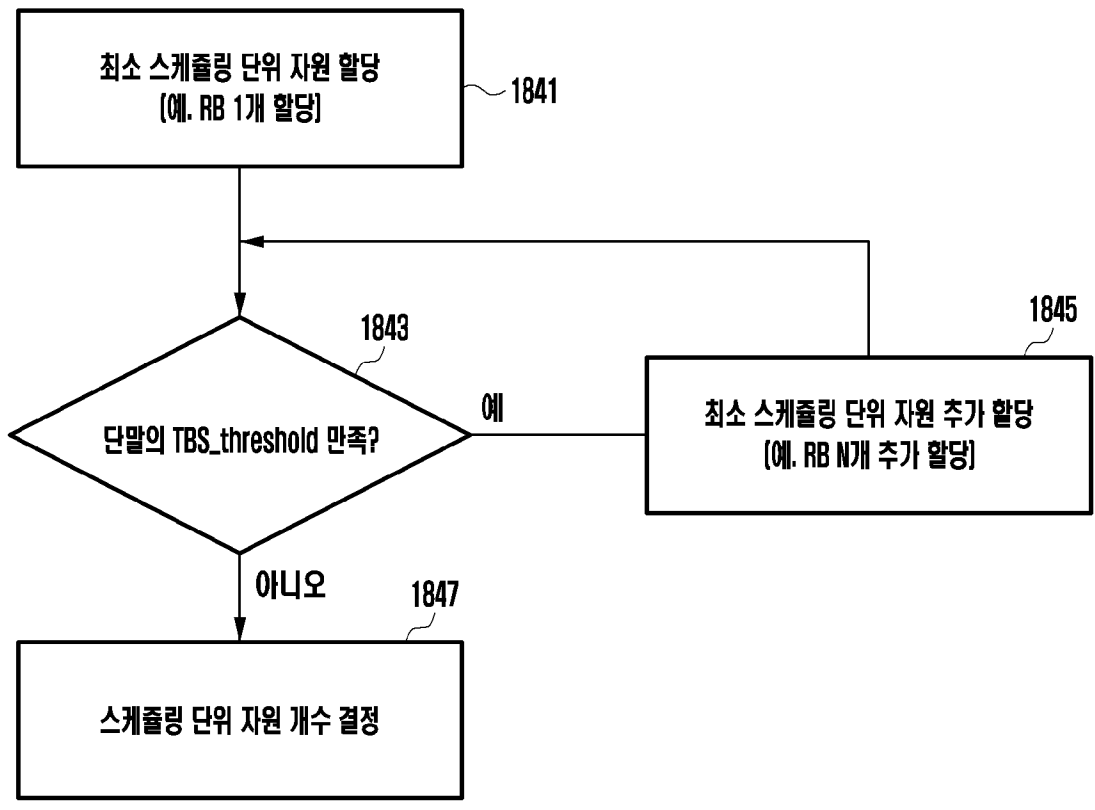 최소 스케쥴링 단위 자원 할당
(예. RB 1개 할당)
1841
1843
단말의 TBS_threshold 만족?
예
1845
최소 스케쥴링 단위 자원 추가 할당
(예. RB N개 추가 할당)
아니오
1847
스케쥴링 단위 자원 개수 결정